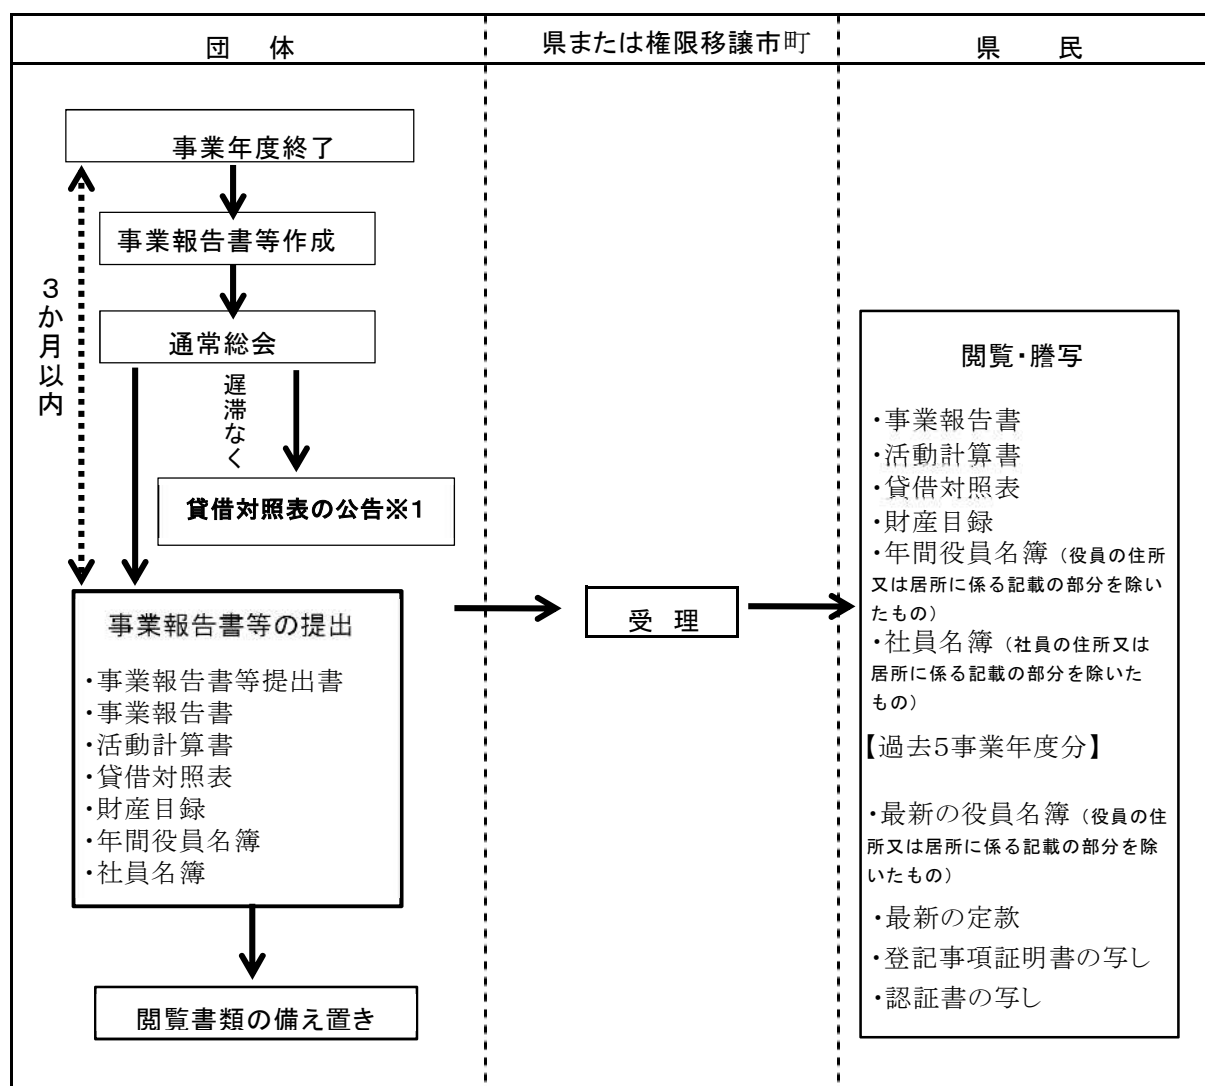 団　体
県または権限移譲市町
県　民
事業年度終了
事業報告書等作成
通常総会
3か月以内
遅滞なく
貸借対照表の公告※1
事業報告書等の提出
・事業報告書等提出書
・事業報告書
・活動計算書
・貸借対照表
・財産目録
・年間役員名簿
・社員名簿
閲覧書類の備え置き
受 理
閲覧・謄写
・事業報告書
・活動計算書
・貸借対照表
・財産目録
・年間役員名簿（役員の住所
又は居所に係る記載の部分を除い
たもの）
・社員名簿（社員の住所又は
居所に係る記載の部分を除いた
もの）
【過去5事業年度分】
・最新の役員名簿（役員の住
所又は居所に係る記載の部分を除
いたもの）
・最新の定款
・登記事項証明書の写し
・認証書の写し